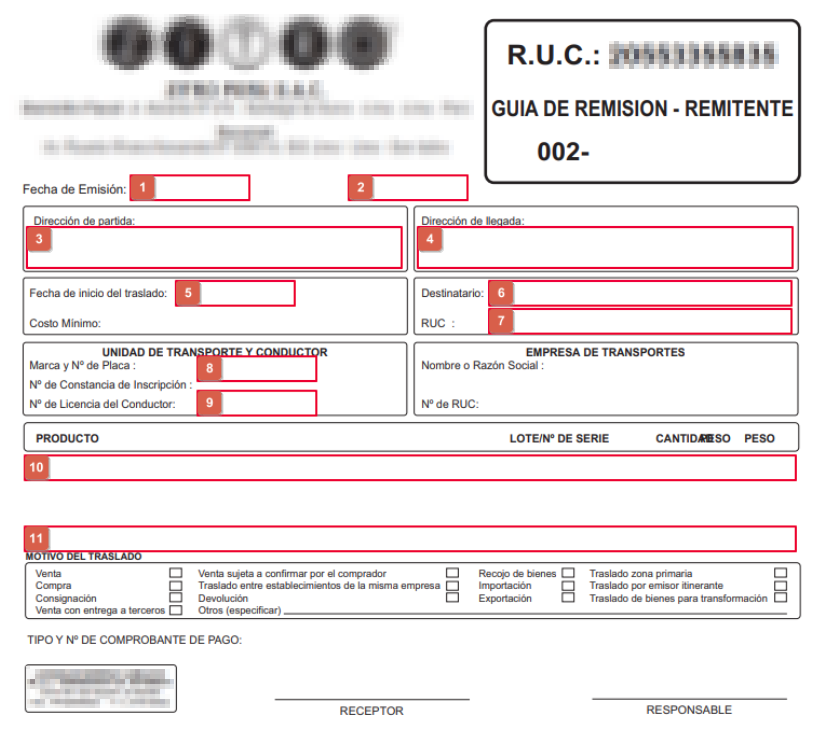 R.U.C.:
GUIA DE REMISION - REMITENTE
002-
Fecha de Emisión: 1 2
Dirección de partida:
3
Dirección de llegada:
4
Fecha de inicio del traslado: 5
Costo Mínimo:
Destinatario: 6
RUC : 7
UNIDAD DE TRANSPORTE Y CONDUCTOR
Marca y Nº de Placa : 8
Nº de Constancia de Inscripción :
Nº de Licencia del Conductor: 9
EMPRESA DE TRANSPORTES
Nombre o Razón Social :
Nº de RUC:
PRODUCTO LOTE/Nº DE SERIE CANTIDAD PESO PESO
10
11
MOTIVO DEL TRASLADO
Venta Venta sujeta a confirmar por el comprador Recojo de bienes Traslado zona primaria
Compra Traslado entre establecimientos de la misma empresa Importación Traslado por emisor itinerante
Consignación Devolución Exportación Traslado de bienes para transformación
Venta con entrega a terceros Otros (especificar)
TIPO Y Nº DE COMPROBANTE DE PAGO:
RECEPTOR RESPONSABLE